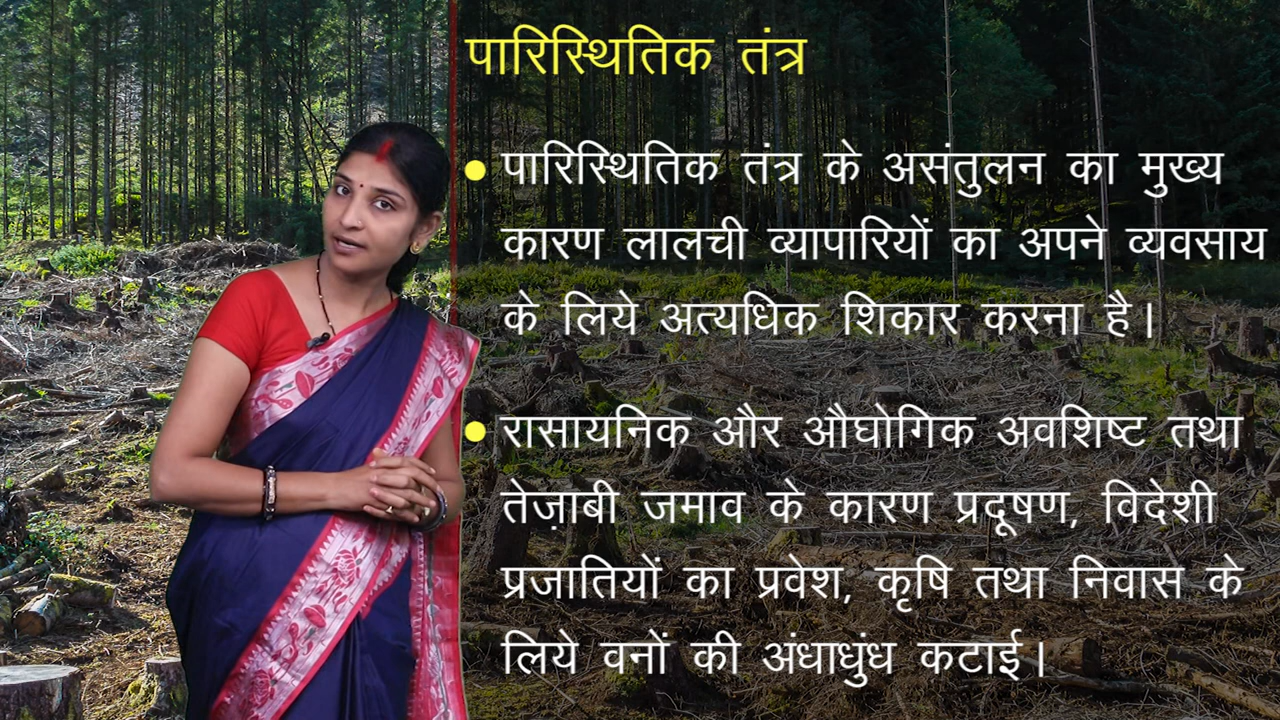 पारिस्थितिक तंत्र
• पारिस्थितिक तंत्र के असंतुलन का मुख्य
कारण लालची व्यापारियों का अपने व्यवसाय
के लिये अत्यधिक शिकार करना है।
• रासायनिक और औघोगिक अवशिष्ट तथा
तेज़ाबी जमाव के कारण प्रदूषण, विदेशी
प्रजातियों का प्रवेश, कृषि तथा निवास के
लिये वनों की अंधाधुंध कटाई।